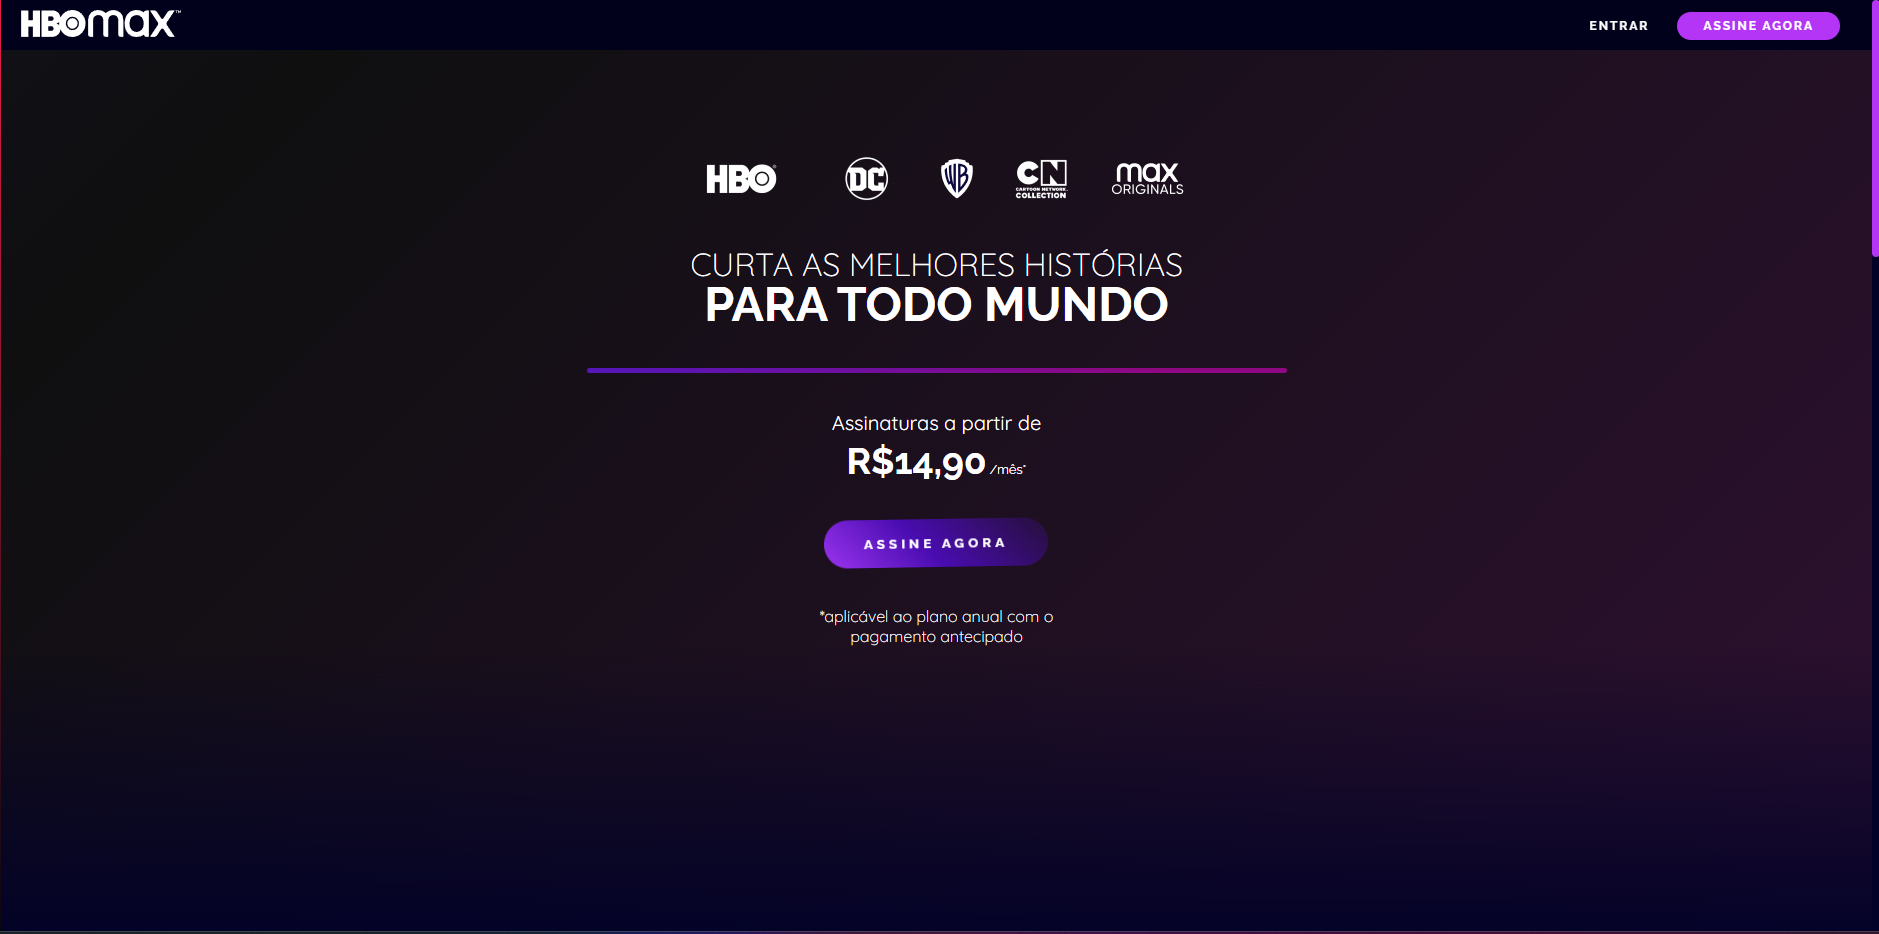 HBOmax™
ENTRAR
ASSINE AGORA
HBO®
DC
WB
CN
CARTOON NETWORK
COLLECTION
max
ORIGINALS
CURTA AS MELHORES HISTÓRIAS
PARA TODO MUNDO
Assinaturas a partir de
R$14,90 /mês*
ASSINE AGORA
*aplicável ao plano anual com o
pagamento antecipado